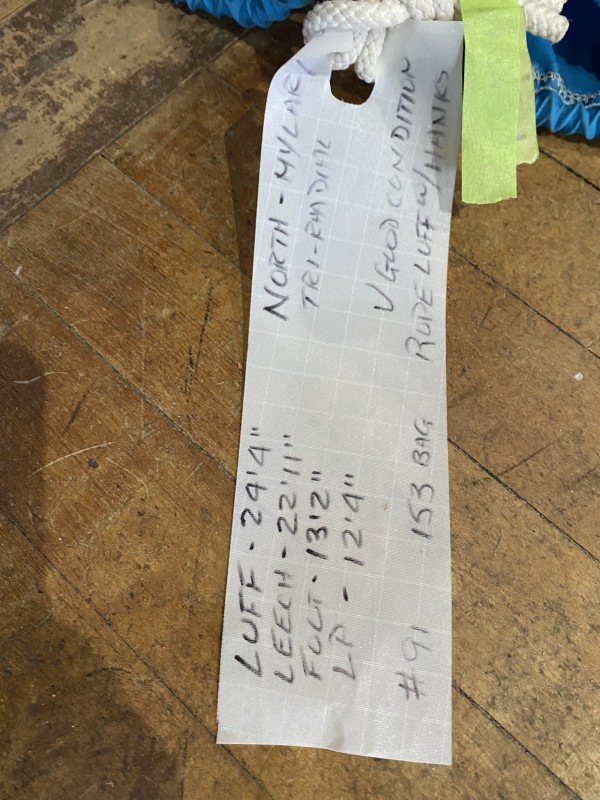 LUFF - 24'4" NORTH - MYLAR
LEECH - 22'11" TRI-RADIAL
FOOT - 13'2"
LP - 12'4" V GOOD CONDITION
#91 153 BAG ROPE LUFF W/HANKS